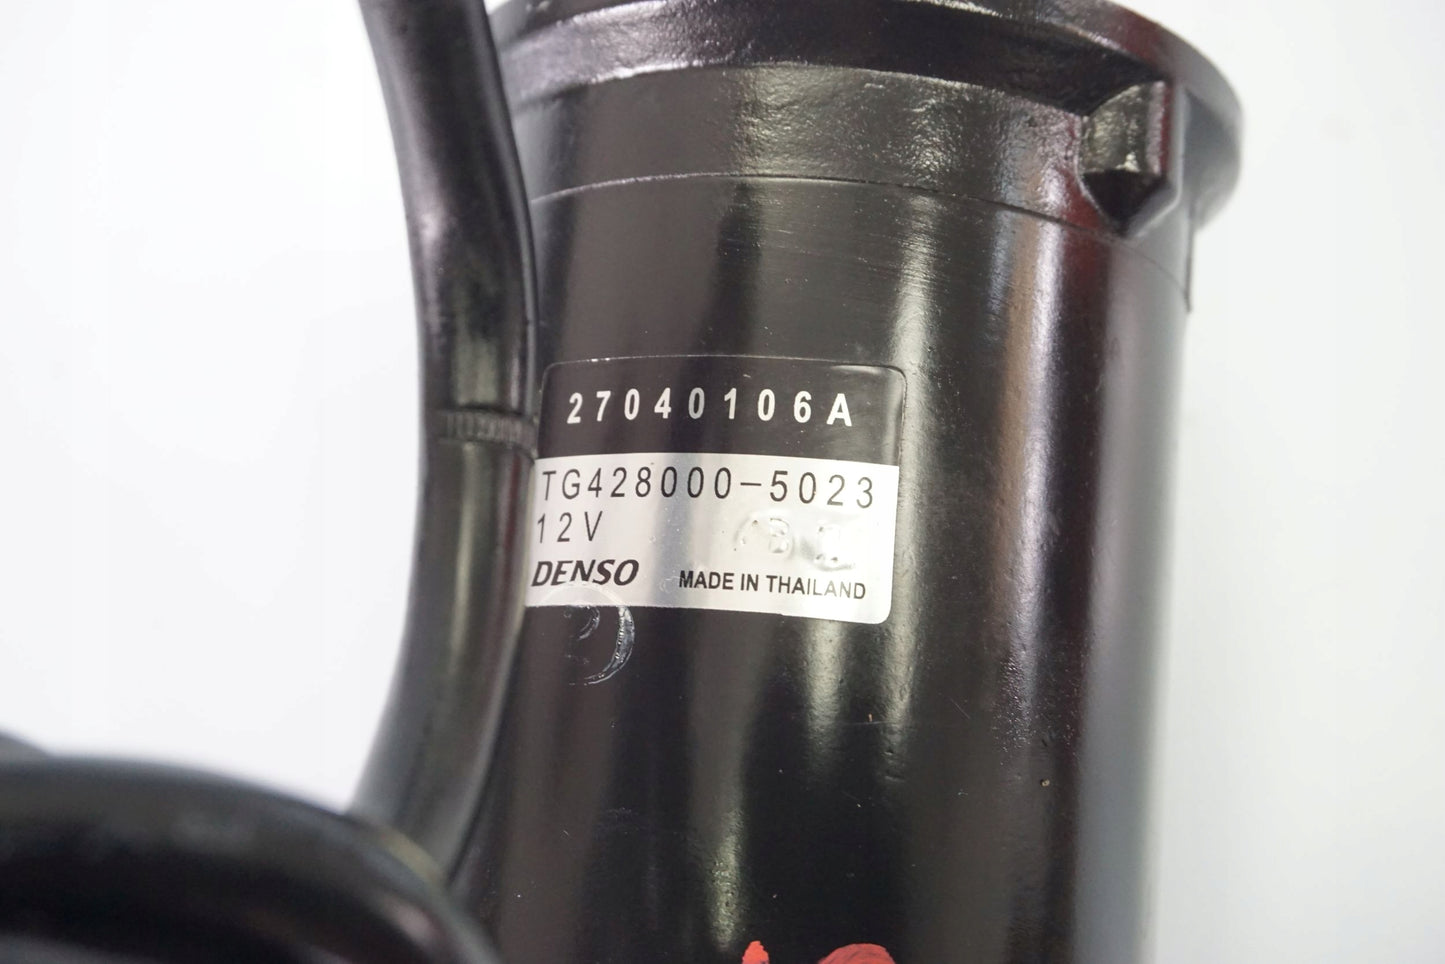 27040106A
TG428000-5023
12V
DENSO MADE IN THAILAND